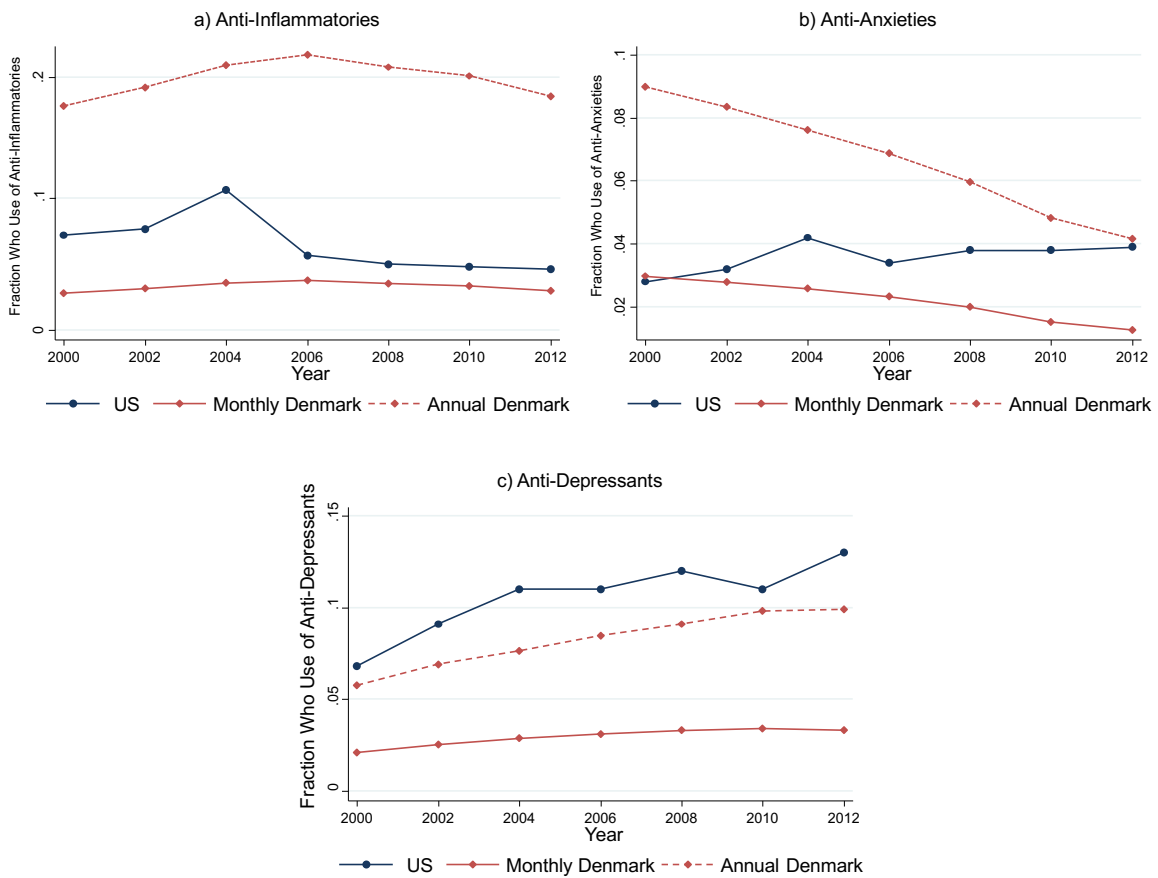 a) Anti-Inflammatories
Fraction Who Use of Anti-Inflammatories
.2
.1
0
2000 2002 2004 2006 2008 2010 2012
Year
US Monthly Denmark Annual Denmark
b) Anti-Anxieties
Fraction Who Use of Anti-Anxieties
.1
.08
.06
.04
.02
2000 2002 2004 2006 2008 2010 2012
Year
US Monthly Denmark Annual Denmark
c) Anti-Depressants
Fraction Who Use of Anti-Depressants
.15
.1
.05
0
2000 2002 2004 2006 2008 2010 2012
Year
US Monthly Denmark Annual Denmark